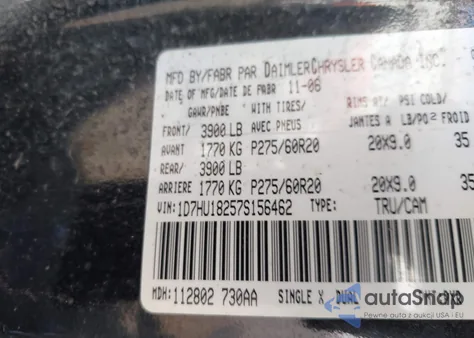 MFD BY/FABR PAR DAIMLERCHRYSLER CANADA INC.
DATE OF MFG/DATE DE FABR 11-06
GAWR/PNBE WITH TIRES/ RIMS AT/ PSI COLD/
FRONT/ 3900 LB AVEC PNEUS JANTES A LB/PO² FROID
AVANT 1770 KG P275/60R20 20X9.0 35
REAR/ 3900 LB
ARRIERE 1770 KG P275/60R20 20X9.0 35
VIN:1D7HU18257S156462 TYPE: TRU/CAM
MDH:112802 730AA SINGLE X DUAL
autoSnap
Pewne auto z aukcji USA i EU